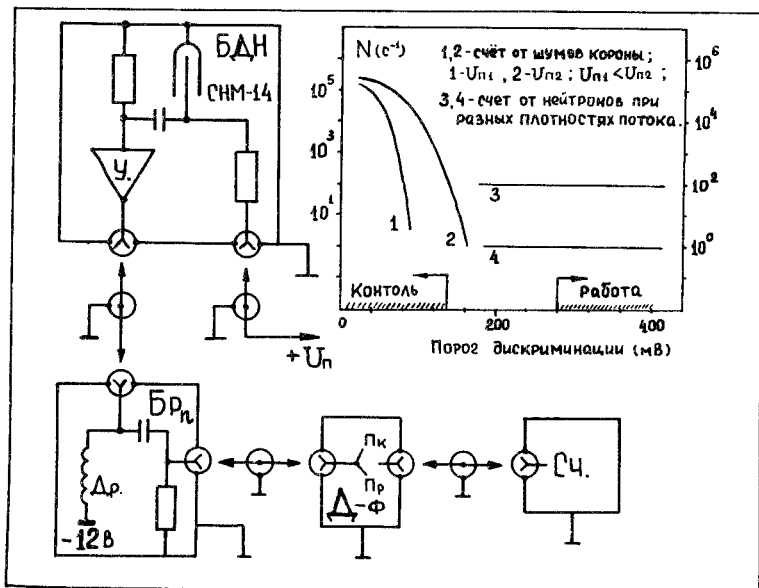 БДН
СНМ-14
У.
+ Uп
N (c⁻¹)
1,2-счёт от шумов короны;
1-Uп1, 2-Uп2; Uп1<Uп2;
3,4-счет от нейтронов при
разных плотностях потока.
10⁵
10³
10¹
10⁶
10⁴
10²
10⁰
1
2
3
4
Контоль
Работа
0
200
400
Порог дискриминации (мВ)
БРп
Др.
-12в
Пк
Пр
Д-Ф
Сч.